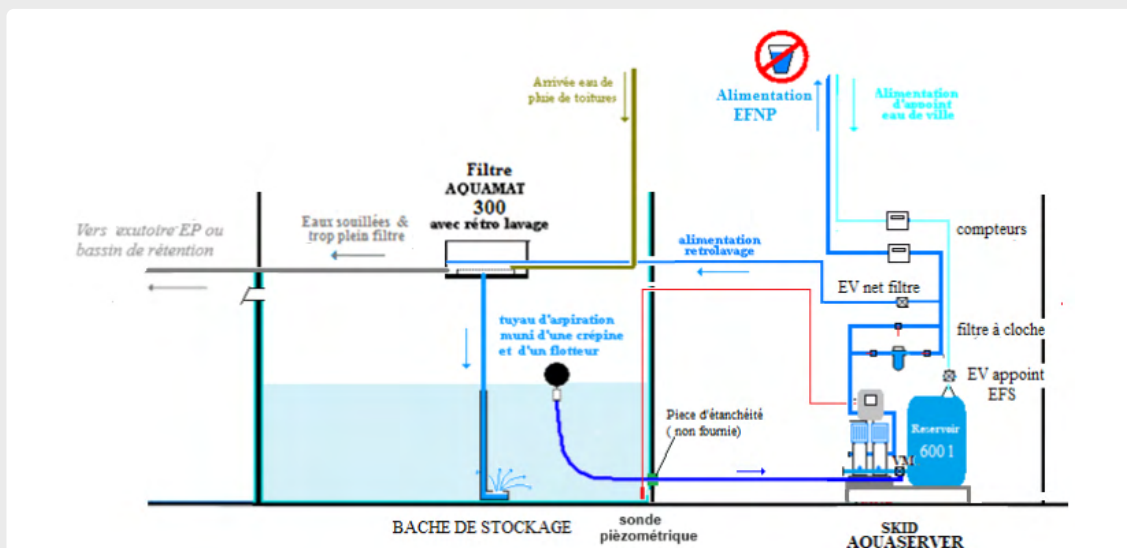 Arrivée eau de
pluie de toitures
Alimentation
EFNP
Alimentation
d'appoint
eau de ville
Filtre
AQUAMAT
300
avec rétro lavage
Vers exutoire EP ou
bassin de rétention
Eaux souillées &
trop plein filtre
alimentation
retrolavage
compteurs
EV net filtre
tuyau d'aspiration
muni d'une crépine
et d'un flotteur
filtre à cloche
EV appoint
EFS
Piece d'étanchéité
( non fournie)
Reservoir
600 l
VM
BACHE DE STOCKAGE
sonde
pièzométrique
SKID
AQUASERVER